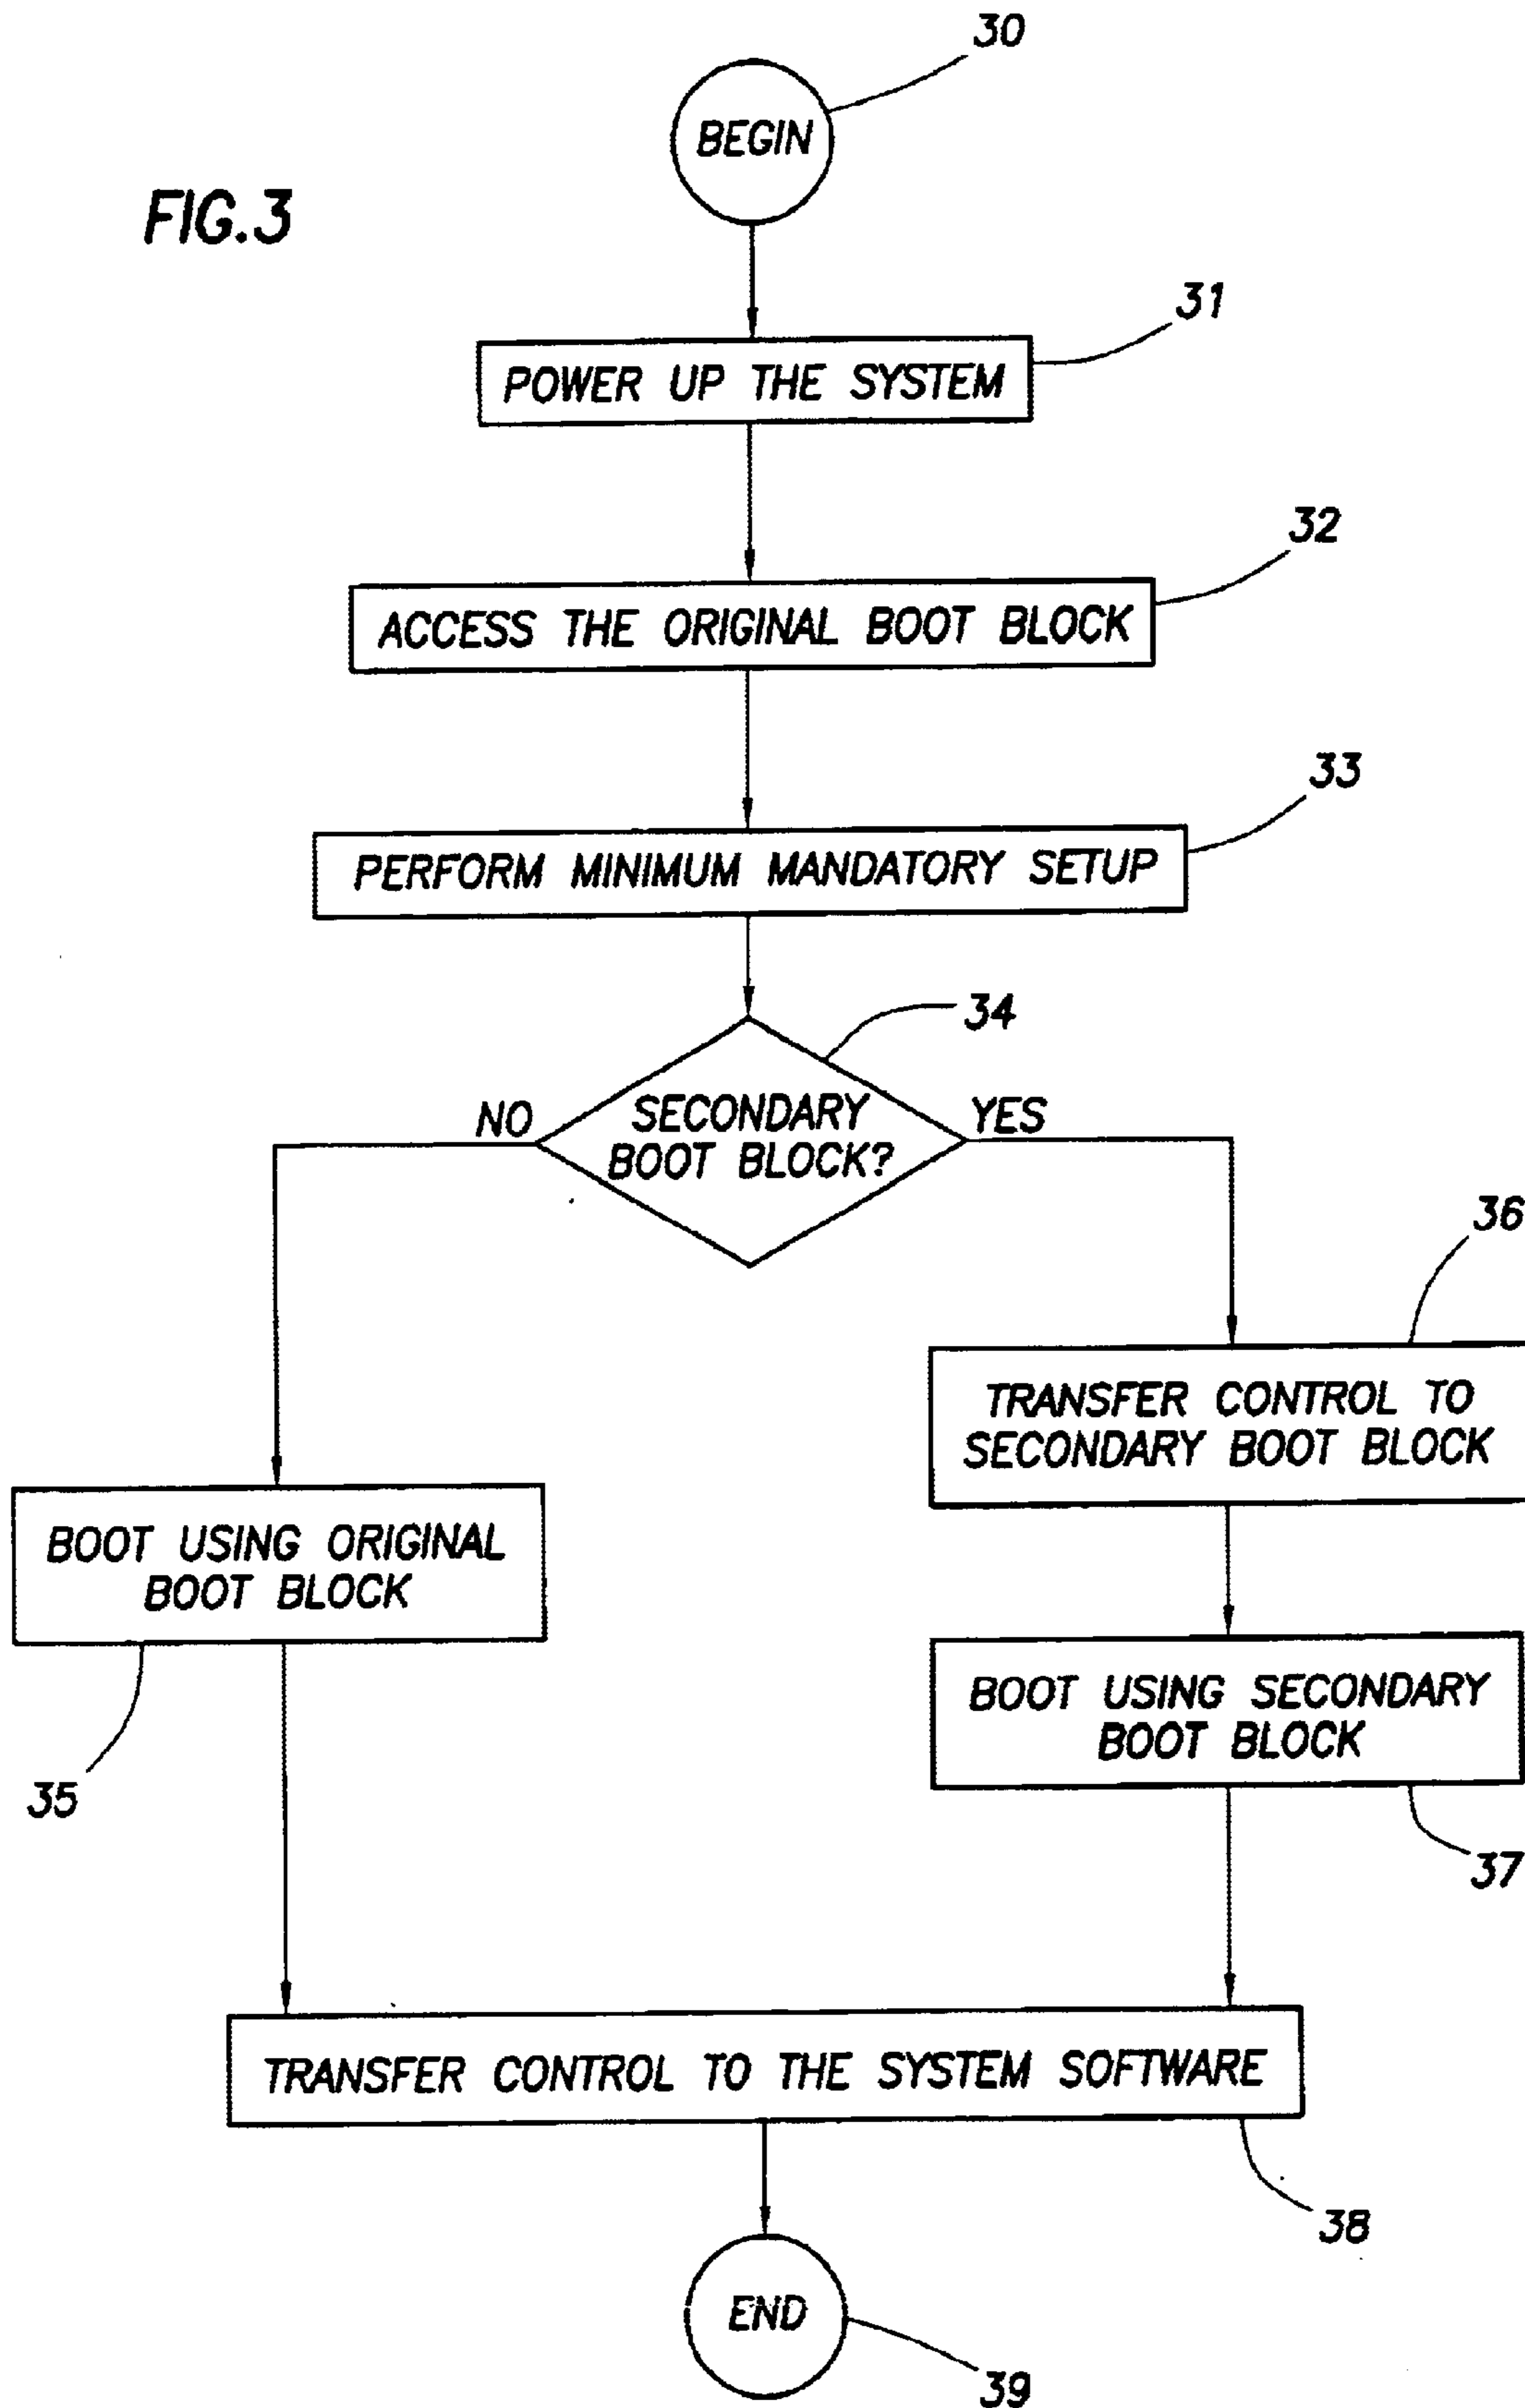 30
BEGIN
FIG.3
31
POWER UP THE SYSTEM
32
ACCESS THE ORIGINAL BOOT BLOCK
33
PERFORM MINIMUM MANDATORY SETUP
34
NO
SECONDARY
BOOT BLOCK?
YES
36
TRANSFER CONTROL TO
SECONDARY BOOT BLOCK
BOOT USING ORIGINAL
BOOT BLOCK
35
BOOT USING SECONDARY
BOOT BLOCK
37
TRANSFER CONTROL TO THE SYSTEM SOFTWARE
38
END
39